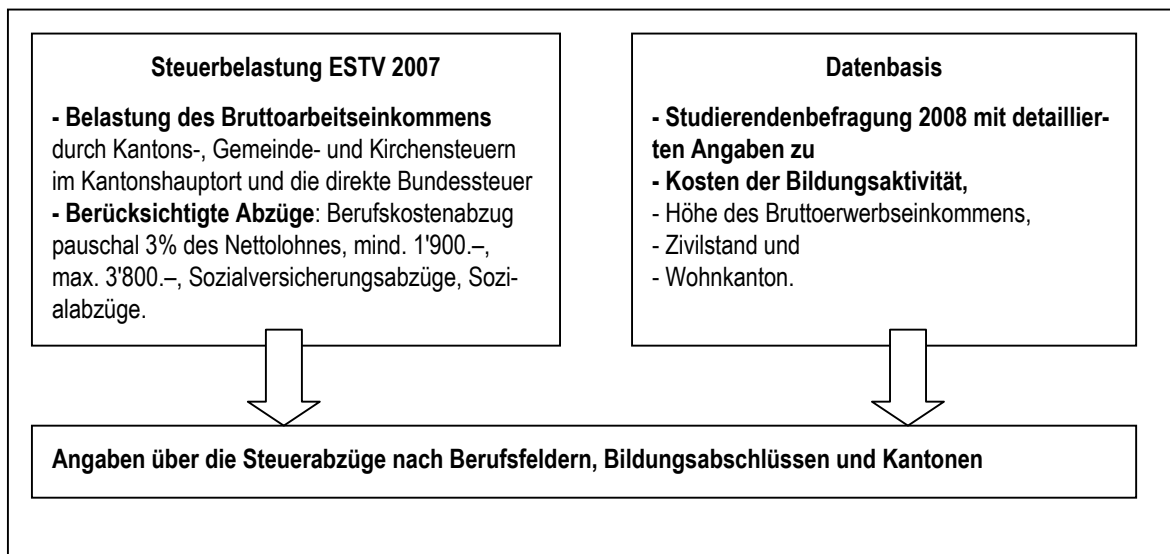 Steuerbelastung ESTV 2007
- Belastung des Bruttoarbeitseinkommens
durch Kantons-, Gemeinde- und Kirchensteuern
im Kantonshauptort und die direkte Bundessteuer
- Berücksichtigte Abzüge: Berufskostenabzug
pauschal 3% des Nettolohnes, mind. 1'900.–,
max. 3'800.–, Sozialversicherungsabzüge, Sozi-
alabzüge.
Datenbasis
- Studierendenbefragung 2008 mit detaillier-
ten Angaben zu
- Kosten der Bildungsaktivität,
- Höhe des Bruttoerwerbseinkommens,
- Zivilstand und
- Wohnkanton.
Angaben über die Steuerabzüge nach Berufsfeldern, Bildungsabschlüssen und Kantonen